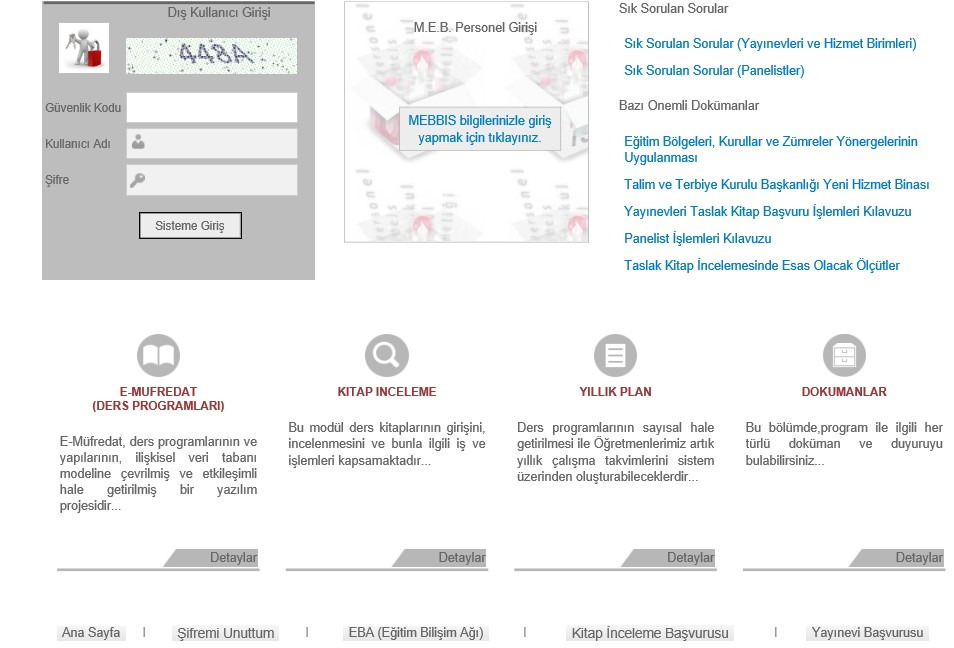 Dış Kullanıcı Girişi
448A
Güvenlik Kodu
Kullanıcı Adı
Şifre
Sisteme Giriş
M.E.B. Personel Girişi
MEBBIS bilgilerinizle giriş
yapmak için tıklayınız.
Sık Sorulan Sorular
Sık Sorulan Sorular (Yayınevleri ve Hizmet Birimleri)
Sık Sorulan Sorular (Panelistler)
Bazı Onemli Dokümanlar
Eğitim Bölgeleri, Kurullar ve Zümreler Yönergelerinin
Uygulanması
Talim ve Terbiye Kurulu Başkanlığı Yeni Hizmet Binası
Yayınevleri Taslak Kitap Başvuru İşlemleri Kılavuzu
Panelist İşlemleri Kılavuzu
Taslak Kitap İncelemesinde Esas Olacak Ölçütler
E-MUFREDAT
(DERS PROGRAMLARI)
E-Müfredat, ders programlarının ve
yapılarının, ilişkisel veri tabanı
modeline çevrilmiş ve etkileşimli
hale getirilmiş bir yazılım
projesidir...
Detaylar
KITAP INCELEME
Bu modül ders kitaplarının girişini,
incelenmesini ve bunla ilgili iş ve
işlemleri kapsamaktadır...
Detaylar
YILLIK PLAN
Ders programlarının sayısal hale
getirilmesi ile Öğretmenlerimiz artık
yıllık çalışma takvimlerini sistem
üzerinden oluşturabileceklerdir...
Detaylar
DOKUMANLAR
Bu bölümde,program ile ilgili her
türlü doküman ve duyuruyu
bulabilirsiniz...
Detaylar
Ana Sayfa | Şifremi Unuttum | EBA (Eğitim Bilişim Ağı) | Kitap İnceleme Başvurusu | Yayınevi Başvurusu